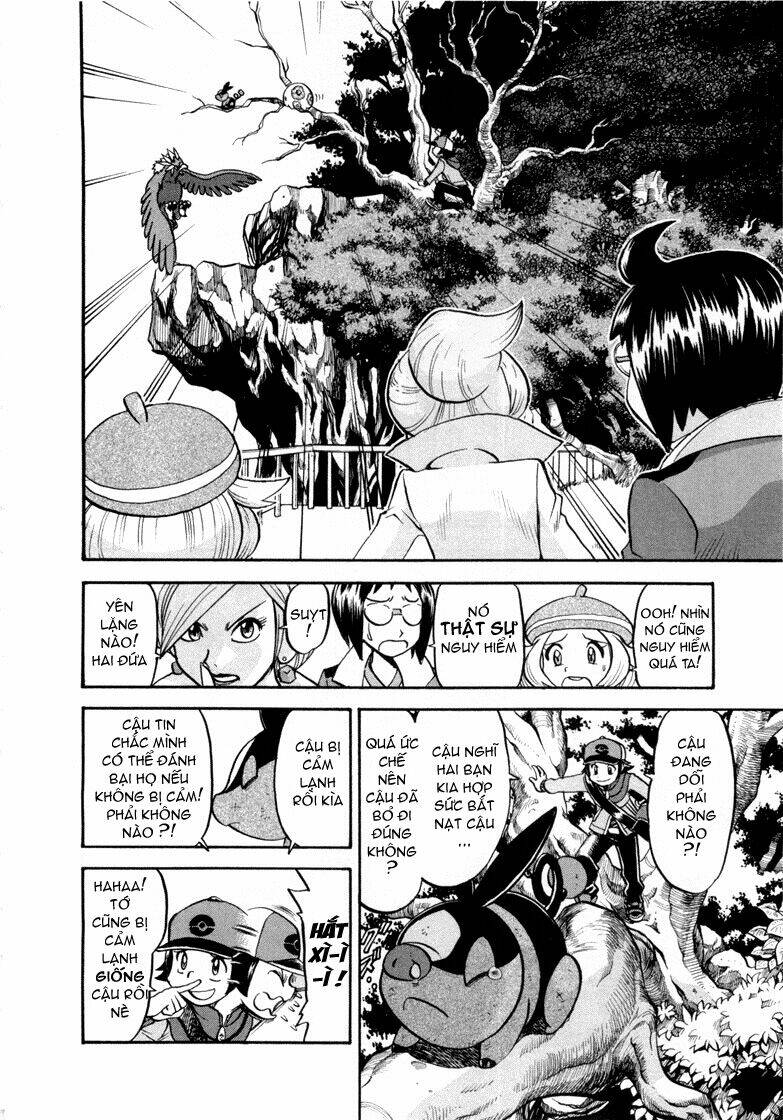 OOH! NHÌN
NÓ CŨNG
NGUY HIỂM
QUÁ TA!
NÓ
THẬT SỰ
NGUY HIỂM
SUYT
!
YÊN
LẶNG
NÀO!
HAI ĐỨA
CẬU
ĐANG
DỐI
PHẢI
KHÔNG
NÀO
?!
CẬU NGHĨ
HAI BẠN
KIA HỢP
SỨC BẮT
NẠT CẬU
...
QUÁ ỨC
CHẾ NÊN
CẬU ĐÃ
BỎ ĐI
ĐÚNG
KHÔNG?
CẬU BỊ
CẢM
LẠNH
RỒI KÌA
CẬU TIN
CHẮC MÌNH
CÓ THỂ ĐÁNH
BẠI HỌ NẾU
KHÔNG BỊ CẢM!
PHẢI KHÔNG
NÀO ?!
HẮT
XÌ-Ì
-Ì !
HAHAA!
TỚ
CŨNG BỊ
CẢM
LẠNH
GIỐNG
CẬU RỒI
NÈ